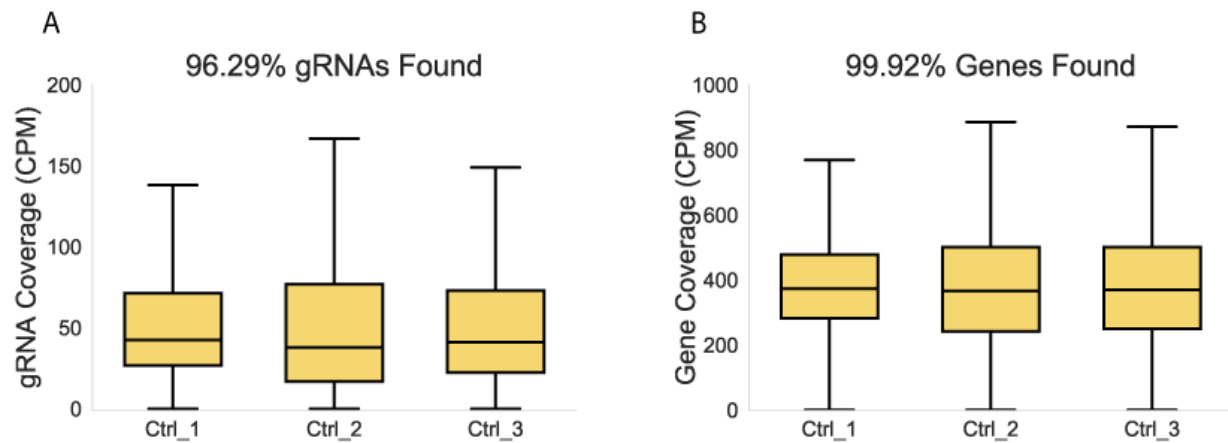 A
96.29% gRNAs Found
gRNA Coverage (CPM)
200
150
100
50
0
Ctrl_1
Ctrl_2
Ctrl_3
B
99.92% Genes Found
Gene Coverage (CPM)
1000
800
600
400
200
0
Ctrl_1
Ctrl_2
Ctrl_3